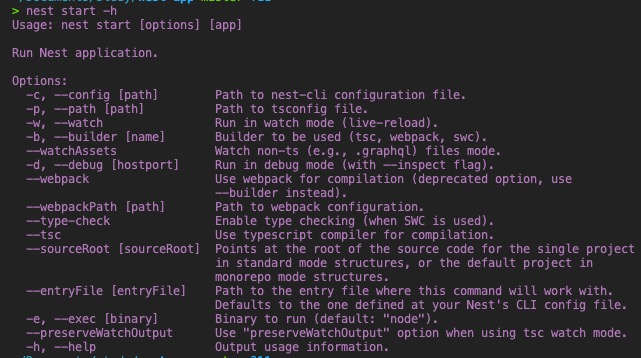 > nest start -h
Usage: nest start [options] [app]
Run Nest application.
Options:
-c, --config [path] Path to nest-cli configuration file.
-p, --path [path] Path to tsconfig file.
-w, --watch Run in watch mode (live-reload).
-b, --builder [name] Builder to be used (tsc, webpack, swc).
--watchAssets Watch non-ts (e.g., .graphql) files mode.
-d, --debug [hostport] Run in debug mode (with --inspect flag).
--webpack Use webpack for compilation (deprecated option, use
--builder instead).
--webpackPath [path] Path to webpack configuration.
--type-check Enable type checking (when SWC is used).
--tsc Use typescript compiler for compilation.
--sourceRoot [sourceRoot] Points at the root of the source code for the single project
in standard mode structures, or the default project in
monorepo mode structures.
--entryFile [entryFile] Path to the entry file where this command will work with.
Defaults to the one defined at your Nest's CLI config file.
-e, --exec [binary] Binary to run (default: "node").
--preserveWatchOutput Use "preserveWatchOutput" option when using tsc watch mode.
-h, --help Output usage information.